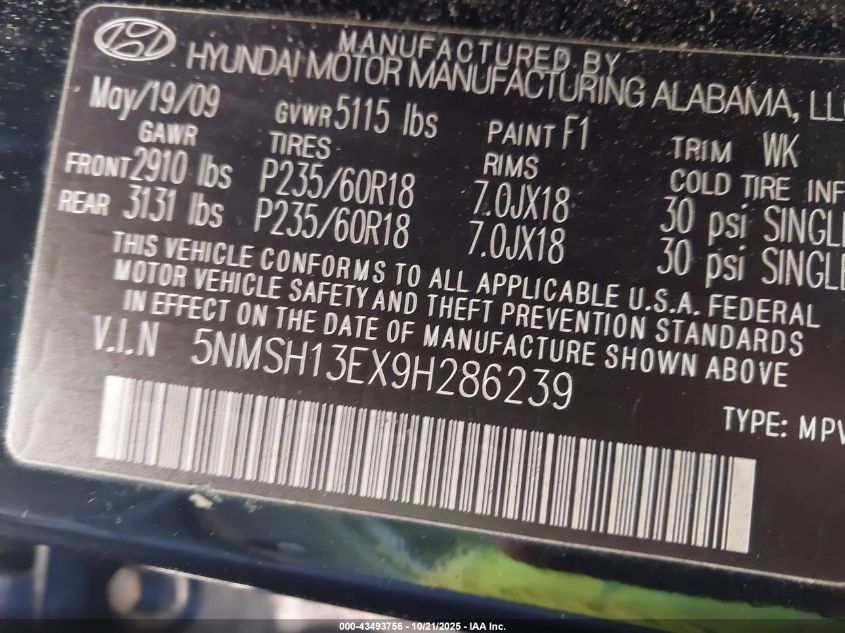 MANUFACTURED BY
HYUNDAI MOTOR MANUFACTURING ALABAMA, LLC
May/19/09 GVWR 5115 lbs PAINT F1 TRIM WK
GAWR TIRES RIMS COLD TIRE INF
FRONT 2910 lbs P235/60R18 7.0JX18 30 psi SINGLE
REAR 3131 lbs P235/60R18 7.0JX18 30 psi SINGLE
THIS VEHICLE CONFORMS TO ALL APPLICABLE U.S.A. FEDERAL
MOTOR VEHICLE SAFETY AND THEFT PREVENTION STANDARDS
IN EFFECT ON THE DATE OF MANUFACTURE SHOWN ABOVE
V.I.N 5NMSH13EX9H286239
TYPE: MPV
000-43493756 - 10/21/2025 - IAA Inc.